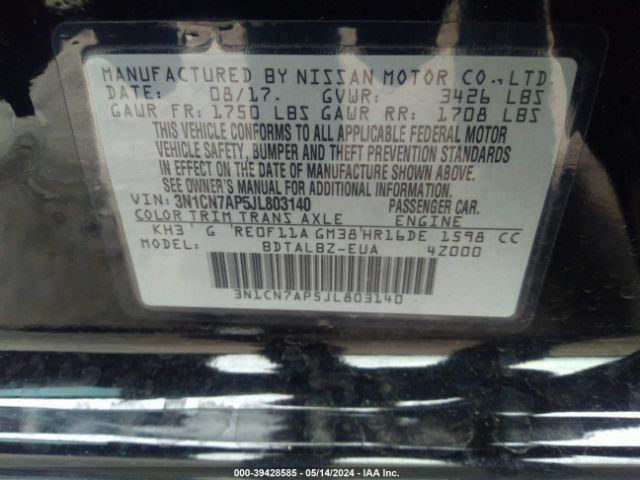 MANUFACTURED BY NISSAN MOTOR CO.,LTD.
DATE: 08/17. GVWR: 3426 LBS
GAWR FR: 1750 LBS GAWR RR: 1708 LBS
THIS VEHICLE CONFORMS TO ALL APPLICABLE FEDERAL MOTOR
VEHICLE SAFETY, BUMPER AND THEFT PREVENTION STANDARDS
IN EFFECT ON THE DATE OF MANUFACTURE SHOWN ABOVE.
SEE OWNER'S MANUAL FOR ADDITIONAL INFORMATION
VIN: 3N1CN7AP5JL803140 PASSENGER CAR.
COLOR TRIM TRANS AXLE ENGINE
KH3 G RE0F11A GM38 HR16DE 1598 CC
MODEL: BDTALBZ-EUA 4Z000
3N1CN7AP5JL803140
000-39428585 - 05/14/2024 - IAA Inc.